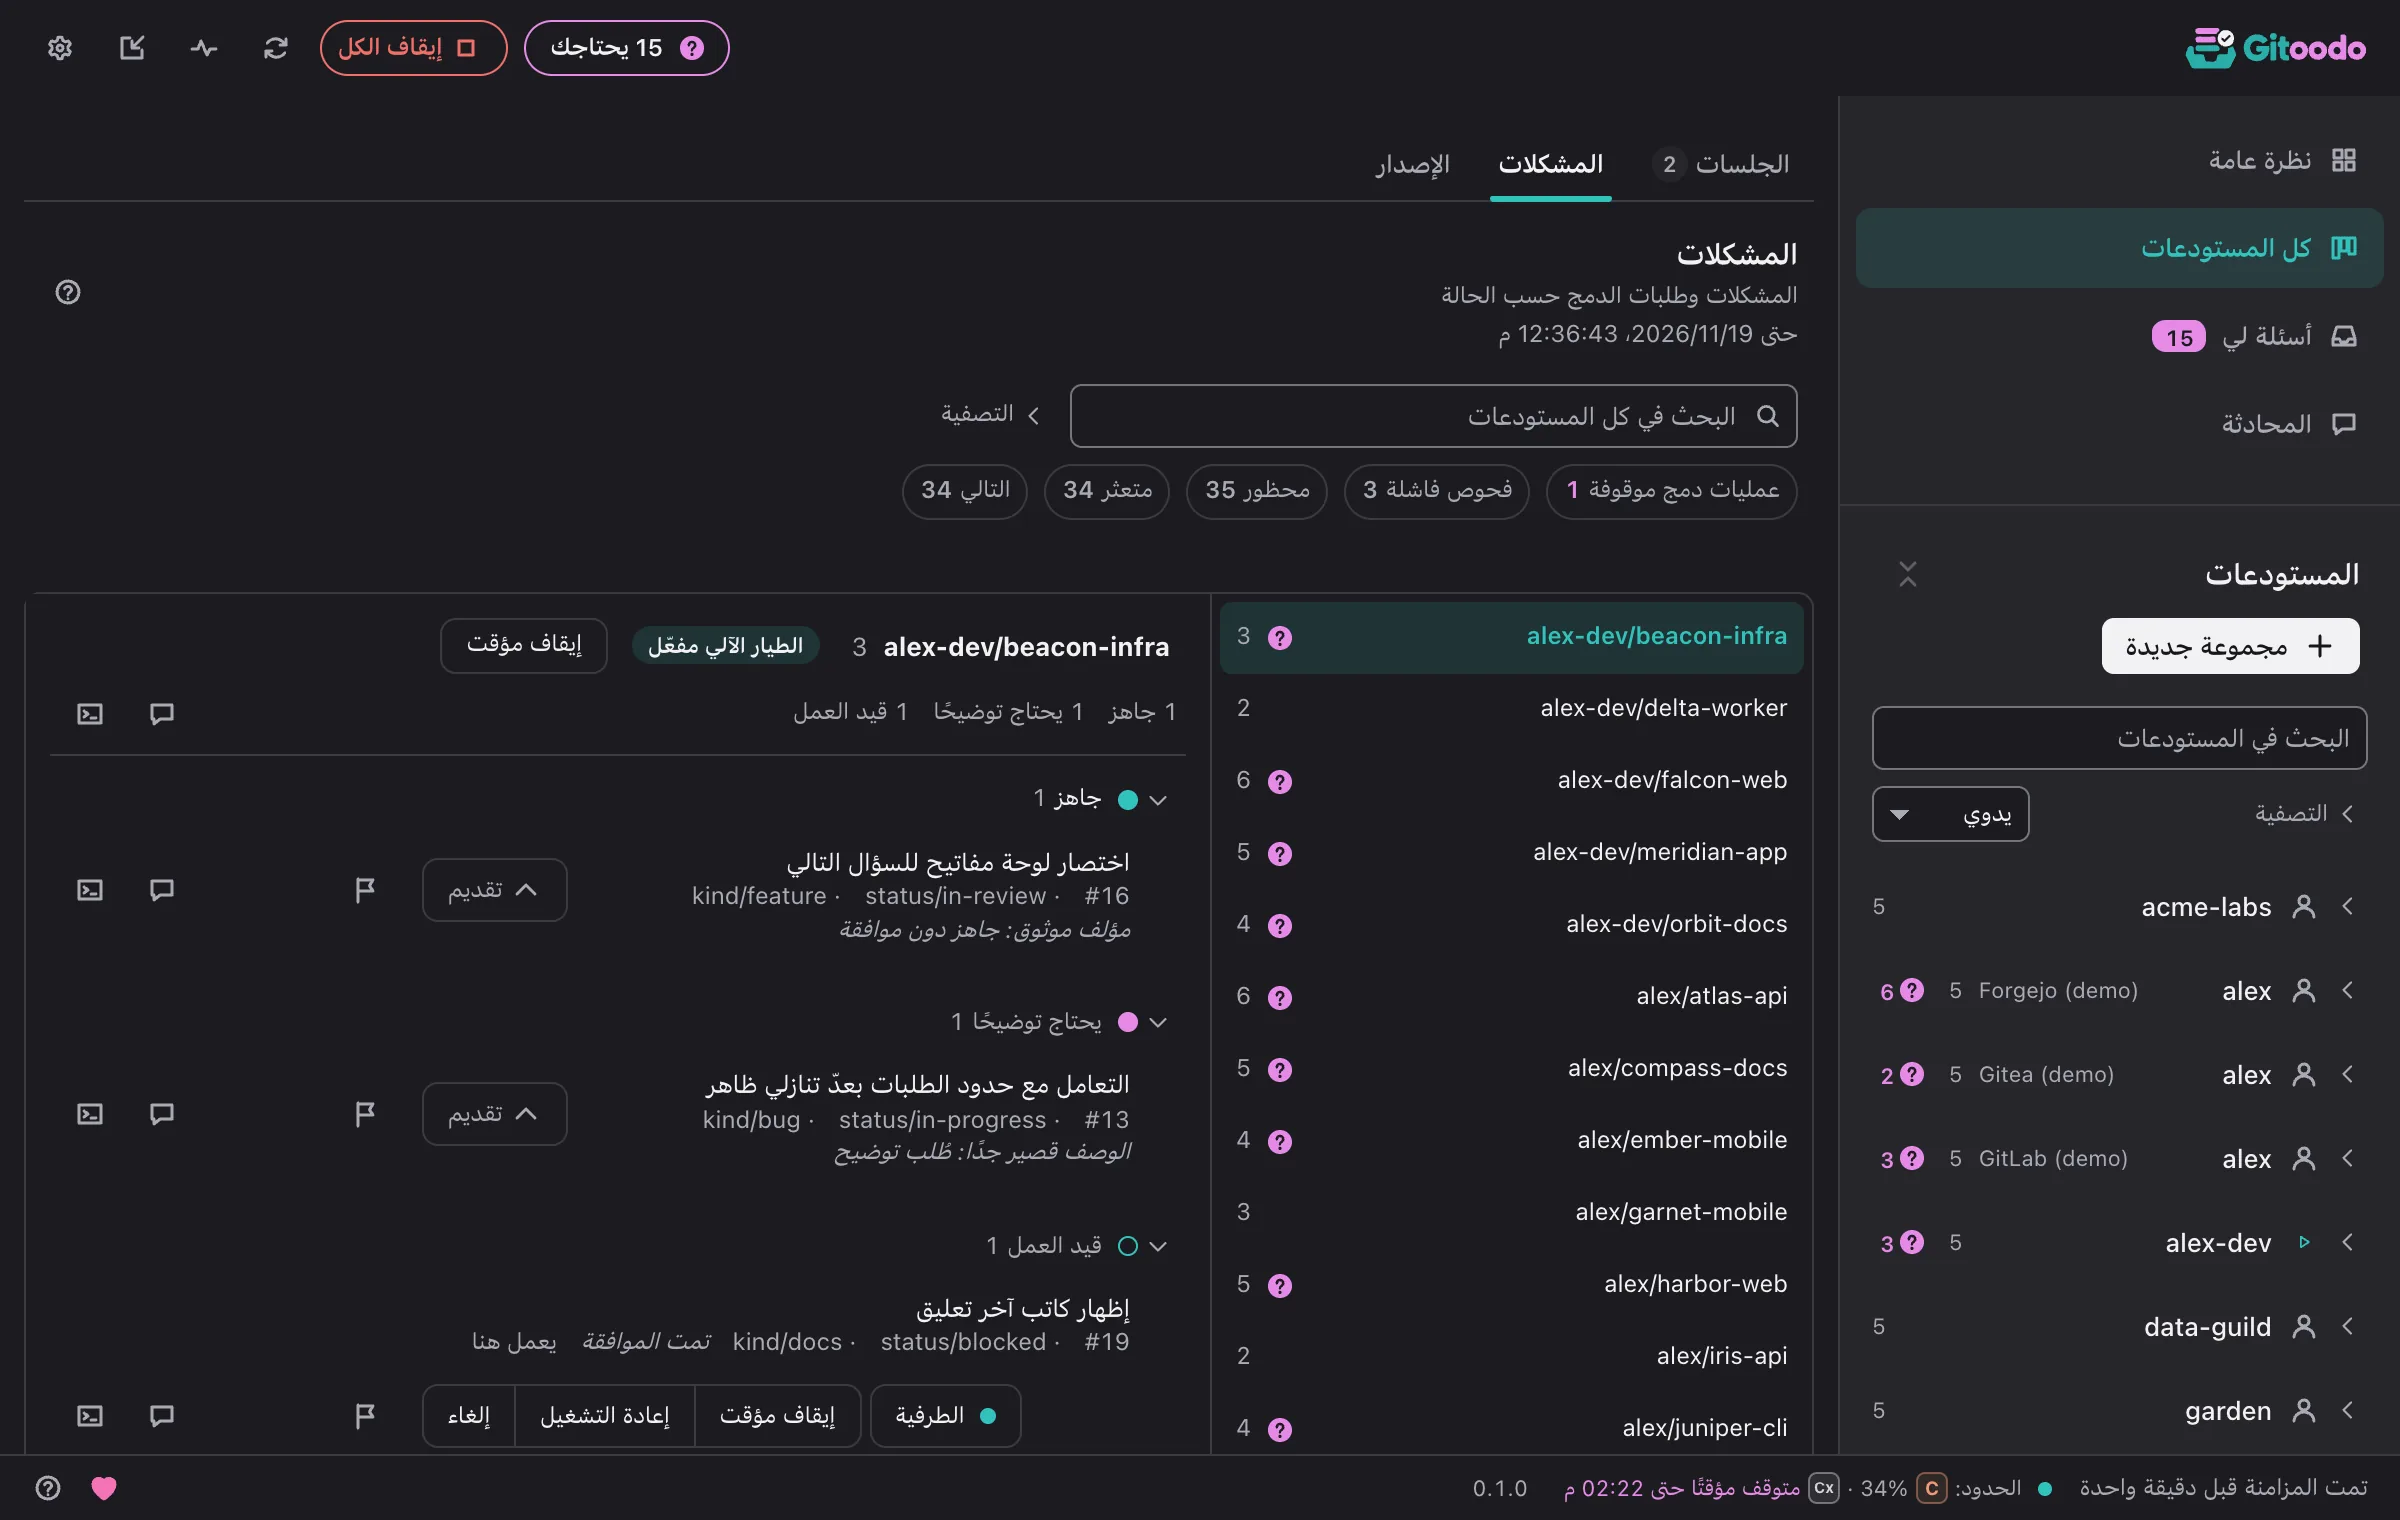 Gitoodo
15 يحتاجك
إيقاف الكل
نظرة عامة
كل المستودعات
أسئلة لي 15
المحادثة
المستودعات
مجموعة جديدة
البحث في المستودعات
التصفية
يدوي
acme-labs 5
alex Forgejo (demo) 5 6
alex Gitea (demo) 5 2
alex GitLab (demo) 5 3
alex-dev 5 3
data-guild 5
garden 5
الجلسات 2
المشكلات
الإصدار
المشكلات
المشكلات وطلبات الدمج حسب الحالة
حتى 2026/11/19، 12:36:43 م
البحث في كل المستودعات
التصفية
عمليات دمج موقوفة 1
فحوص فاشلة 3
محظور 35
متعثر 34
التالي 34
alex-dev/beacon-infra 3
alex-dev/delta-worker 2
alex-dev/falcon-web 6
alex-dev/meridian-app 5
alex-dev/orbit-docs 4
alex/atlas-api 6
alex/compass-docs 5
alex/ember-mobile 4
alex/garnet-mobile 3
alex/harbor-web 5
alex/iris-api 2
alex/juniper-cli 4
alex-dev/beacon-infra 3 الطيار الآلي مفعّل إيقاف مؤقت
1 جاهز 1 يحتاج توضيحًا 1 قيد العمل
جاهز 1
اختصار لوحة مفاتيح للسؤال التالي
#16 · status/in-review · kind/feature
مؤلف موثوق: جاهز دون موافقة
تقديم
يحتاج توضيحًا 1
التعامل مع حدود الطلبات بعدّ تنازلي ظاهر
#13 · status/in-progress · kind/bug
الوصف قصير جدًا: طُلب توضيح
تقديم
قيد العمل 1
إظهار كاتب آخر تعليق
#19 · status/blocked · kind/docs تمت الموافقة يعمل هنا
الطرفية إيقاف مؤقت إعادة التشغيل إلغاء
تمت المزامنة قبل دقيقة واحدة الحدود: C 34% · Cx متوقف مؤقتًا حتى 02:22 م 0.1.0